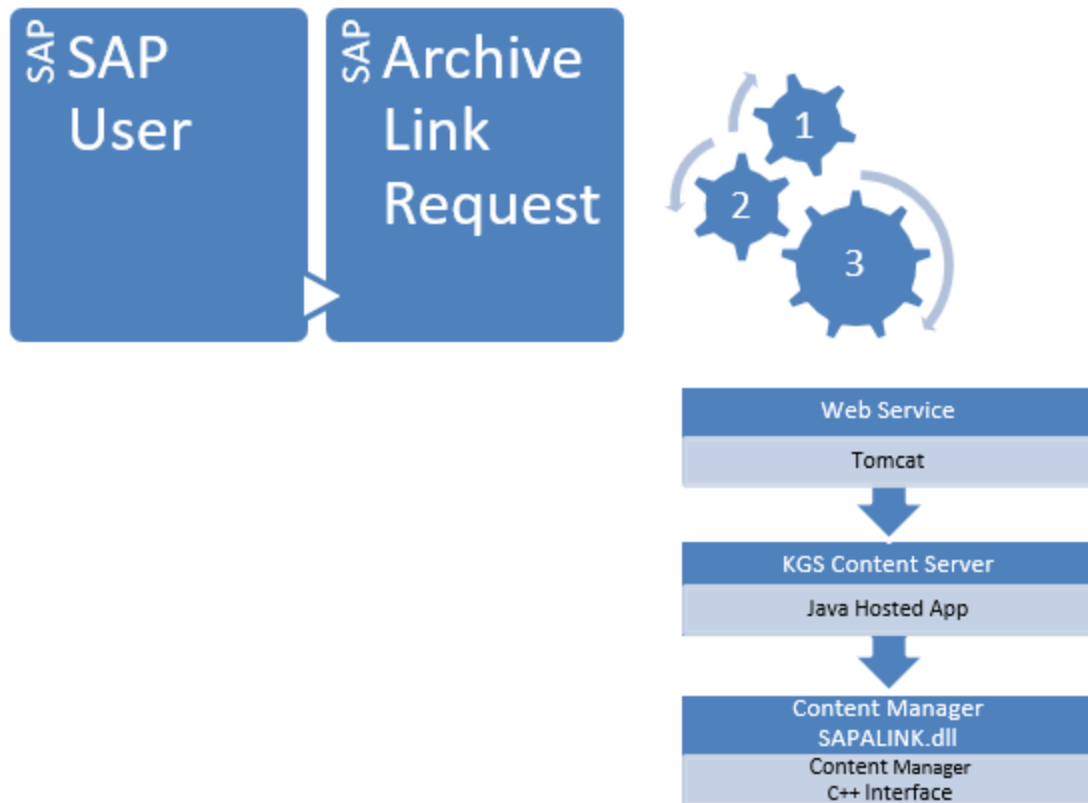 SAP
SAP
User
SAP
Archive
Link
Request
1
2
3
Web Service
Tomcat
KGS Content Server
Java Hosted App
Content Manager
SAPALINK.dll
Content Manager
C++ Interface